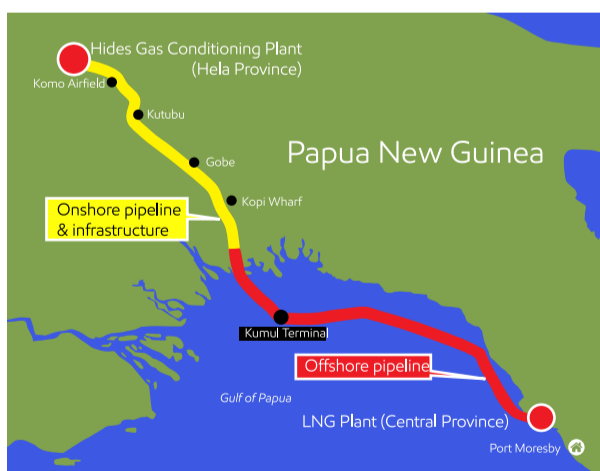 Hides Gas Conditioning Plant
(Hela Province)
Komo Airfield
Kutubu
Gobe
Papua New Guinea
Kopi Wharf
Onshore pipeline
& infrastructure
Kumul Terminal
Offshore pipeline
Gulf of Papua
LNG Plant (Central Province)
Port Moresby